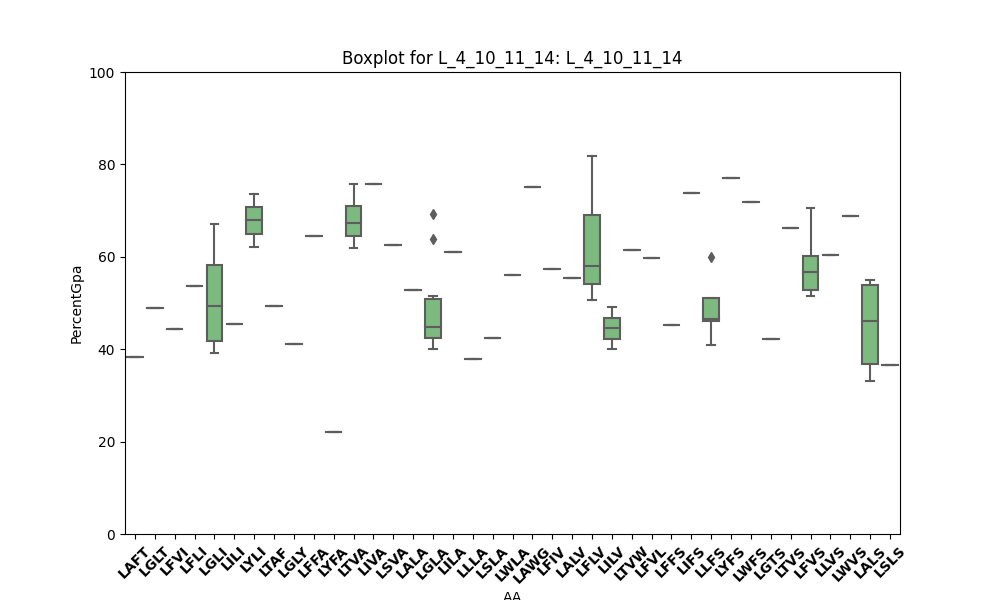 Boxplot for L_4_10_11_14: L_4_10_11_14
100
80
60
40
20
0
PercentGpa
LAFT
LGLT
LFVI
LFLI
LGLI
LILI
LYLI
LTAF
LGLY
LFFA
LYFA
LTVA
LIVA
LSVA
LALA
LGLA
LILA
LLLA
LSLA
LWLA
LAWG
LFIV
LALV
LFLV
LILV
LTVW
LFVL
LFFS
LIFS
LLFS
LYFS
LWFS
LGTS
LTVS
LFVS
LLVS
LWVS
LALS
LSLS
AA